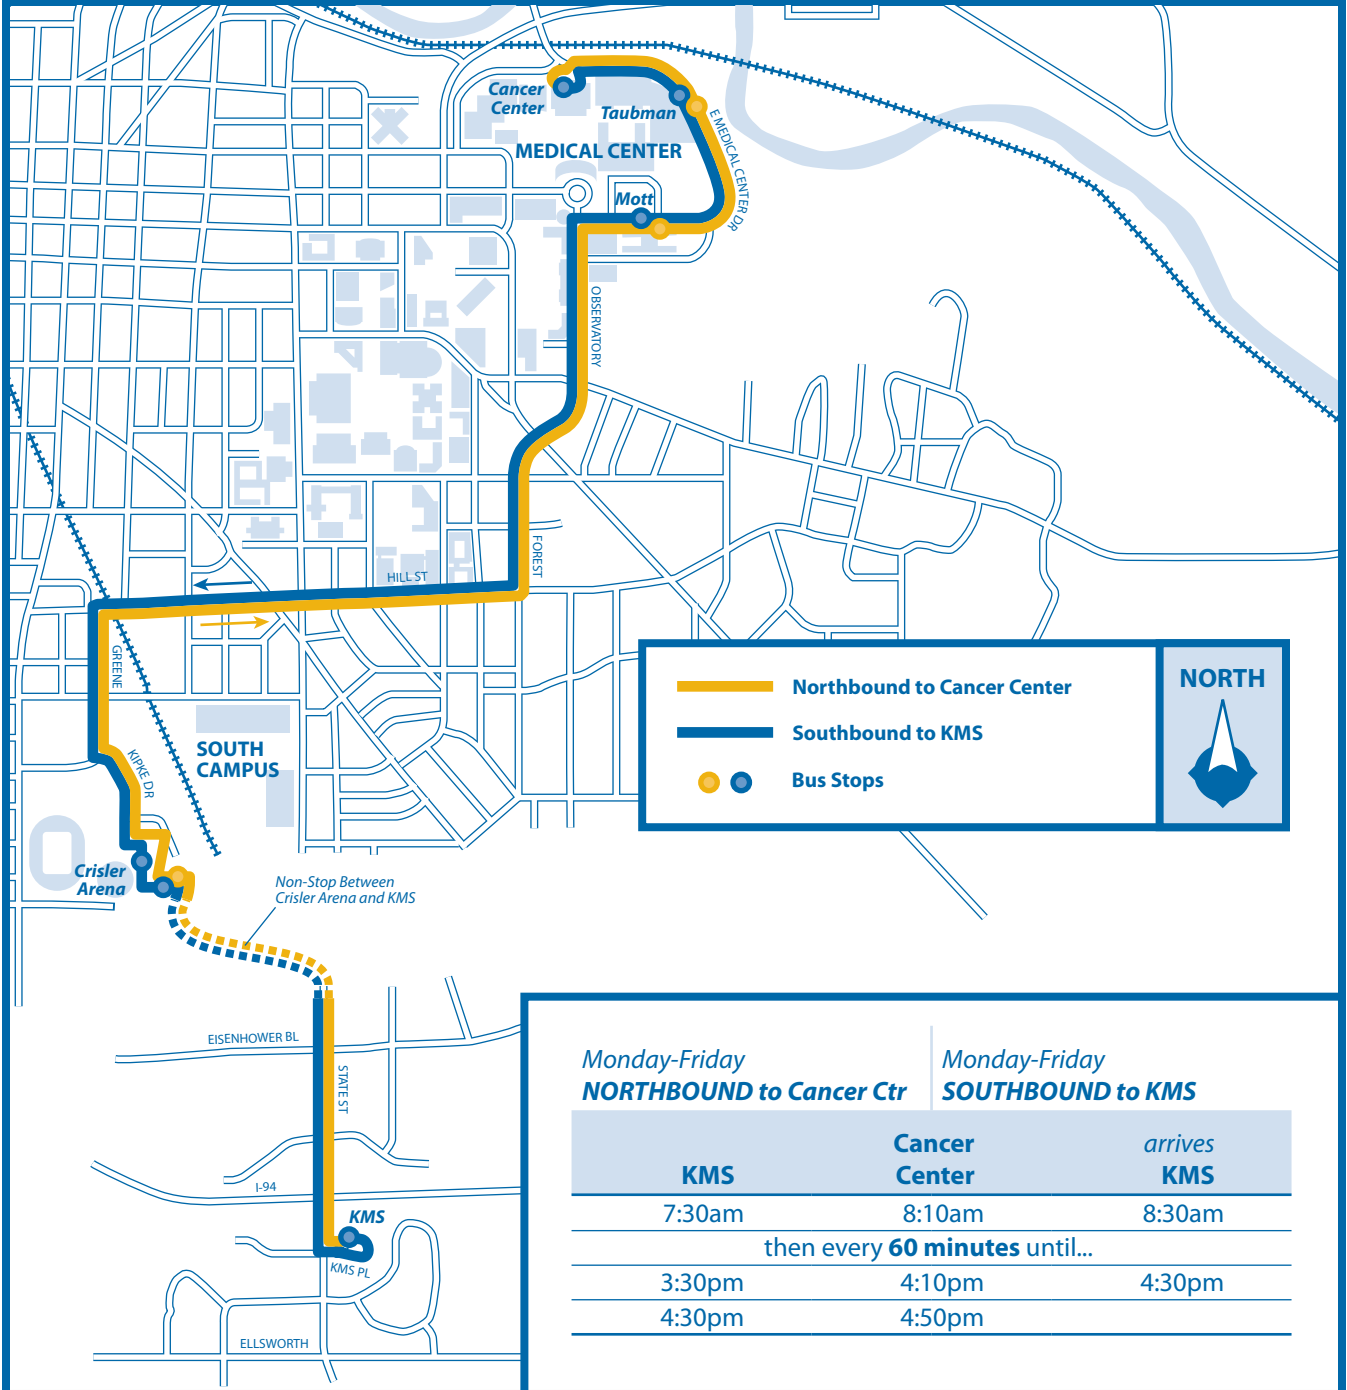 Cancer
Center
Taubman
E MEDICAL CENTER DR
MEDICAL CENTER
Mott
OBSERVATORY
FOREST
HILL ST
GREENE
KIPKE DR
SOUTH
CAMPUS
Crisler
Arena
Non-Stop Between
Crisler Arena and KMS
Northbound to Cancer Center
Southbound to KMS
Bus Stops
NORTH
EISENHOWER BL
STATE ST
I-94
KMS
KMS PL
ELLSWORTH
Monday-Friday
NORTHBOUND to Cancer Ctr
Monday-Friday
SOUTHBOUND to KMS
KMS
Cancer
Center
arrives
KMS
7:30am 8:10am 8:30am
then every 60 minutes until...
3:30pm 4:10pm 4:30pm
4:30pm 4:50pm